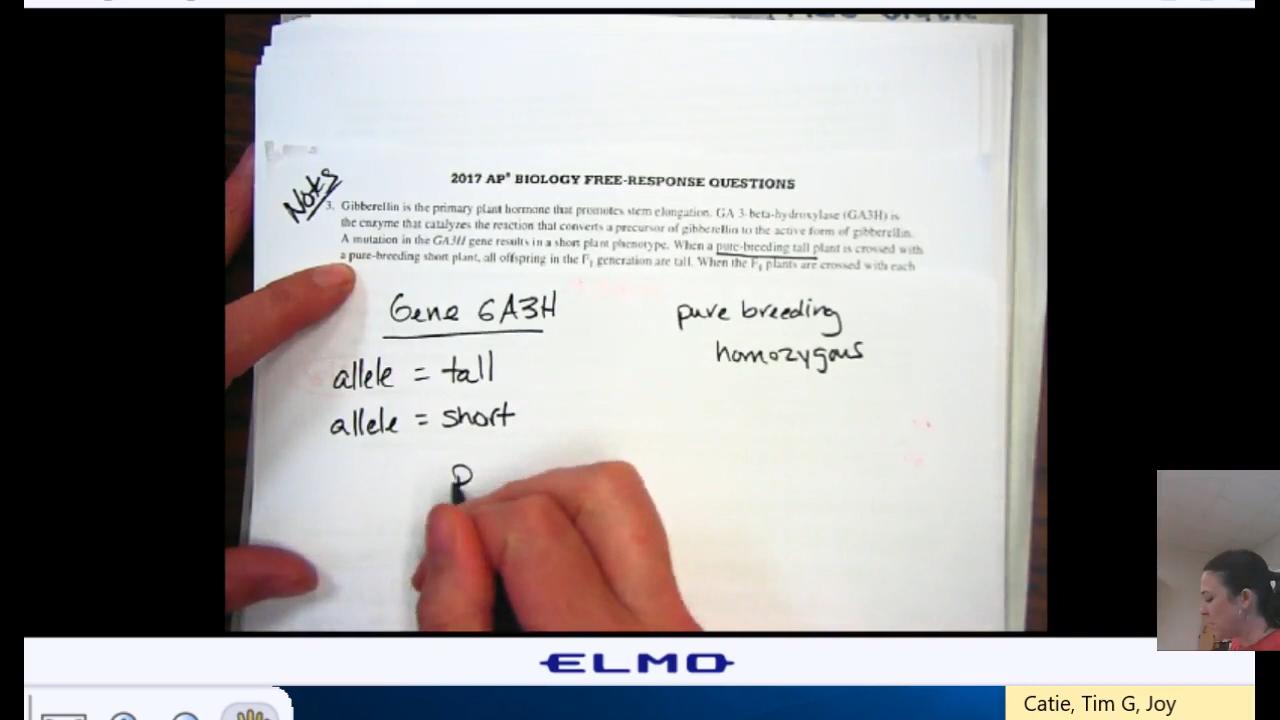 Notes
2017 AP® BIOLOGY FREE-RESPONSE QUESTIONS
3. Gibberellin is the primary plant hormone that promotes stem elongation. GA 3-beta-hydroxylase (GA3H) is
the enzyme that catalyzes the reaction that converts a precursor of gibberellin to the active form of gibberellin.
A mutation in the GA3H gene results in a short plant phenotype. When a pure-breeding tall plant is crossed with
a pure-breeding short plant, all offspring in the F₁ generation are tall. When the F₁ plants are crossed with each
Gene GA3H
pure breeding
homozygous
allele = tall
allele = short
P
ELMO
Catie, Tim G, Joy